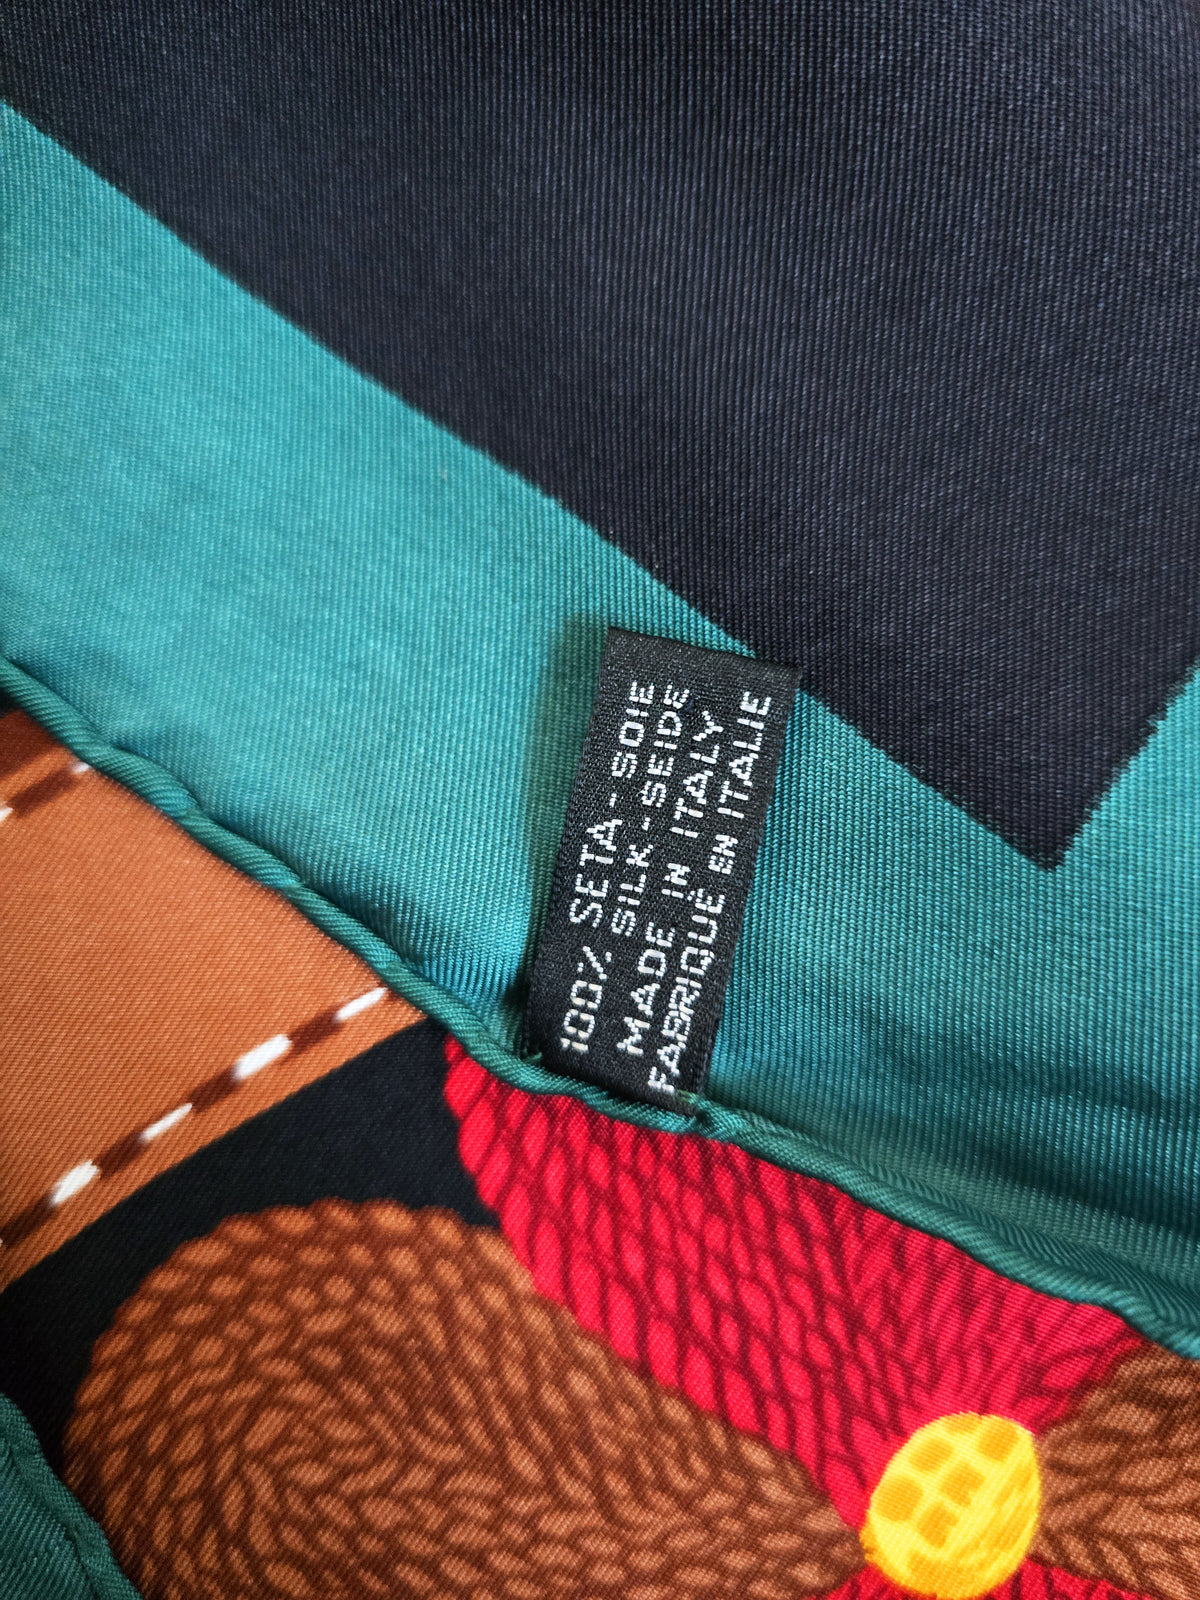 100% SETA - SOIE
SILK - SEIDE
MADE IN ITALY
FABRIQUÉ EN ITALIE